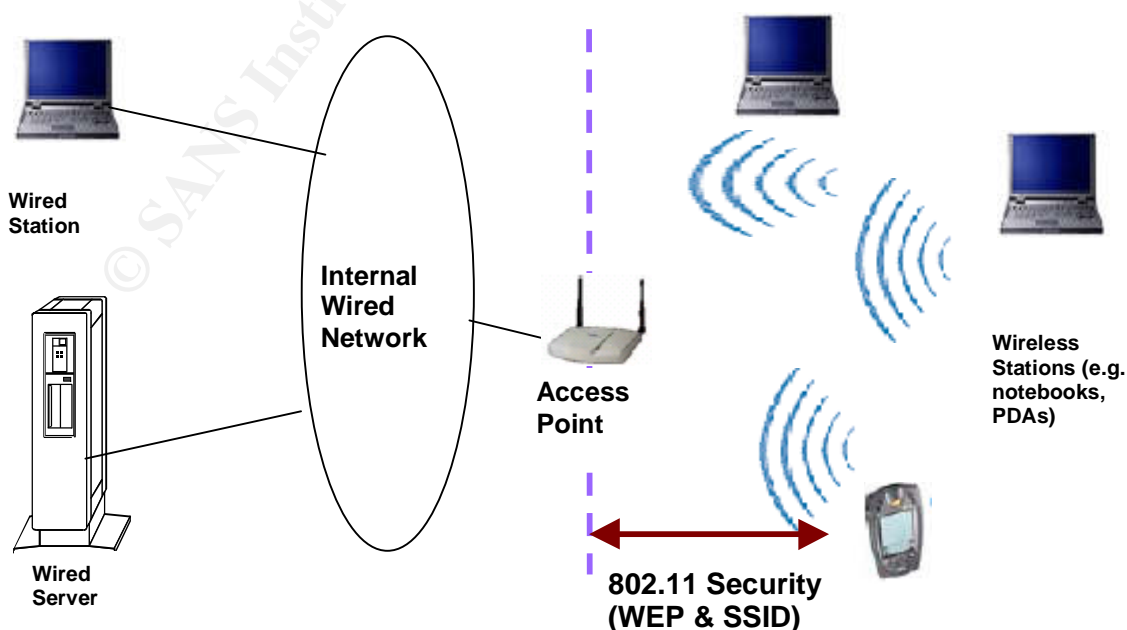 © SANS Insti
Wired
Station
Internal
Wired
Network
Access
Point
Wireless
Stations (e.g.
notebooks,
PDAs)
Wired
Server
802.11 Security
(WEP & SSID)